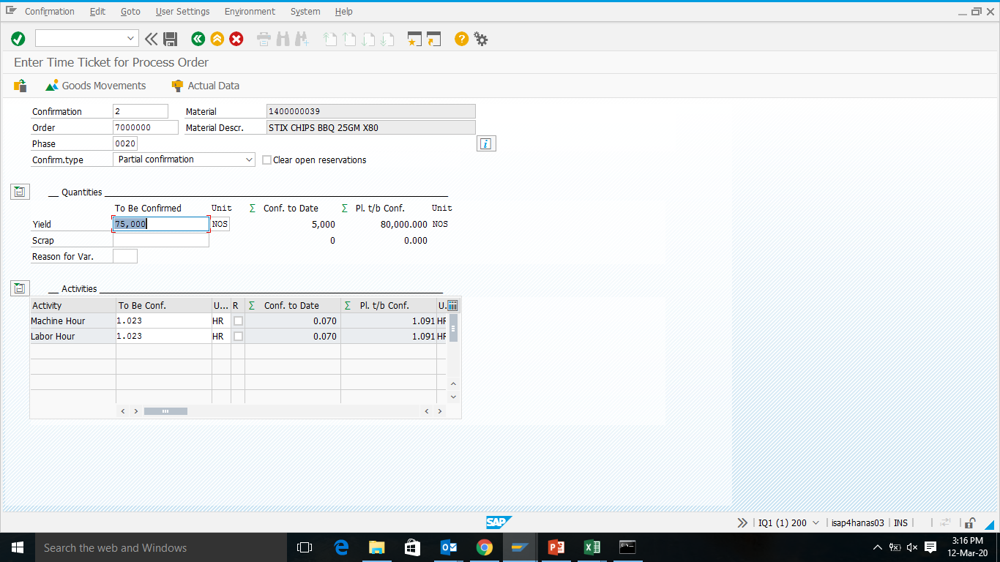 Confirmation Edit Goto User Settings Environment System Help
Enter Time Ticket for Process Order
Goods Movements Actual Data
Confirmation 2 Material 1400000039
Order 7000000 Material Descr. STIX CHIPS BBQ 25GM X80
Phase 0020
Confirm.type Partial confirmation Clear open reservations
Quantities
To Be Confirmed Unit Σ Conf. to Date Σ Pl. t/b Conf. Unit
Yield 75,000 NOS 5,000 80,000.000 NOS
Scrap 0 0.000
Reason for Var.
Activities
Activity To Be Conf. U... R Σ Conf. to Date Σ Pl. t/b Conf. U.
Machine Hour 1.023 HR 0.070 1.091 HR
Labor Hour 1.023 HR 0.070 1.091 HR
SAP IQ1 (1) 200 isap4hanas03 INS
Search the web and Windows
3:16 PM
12-Mar-20